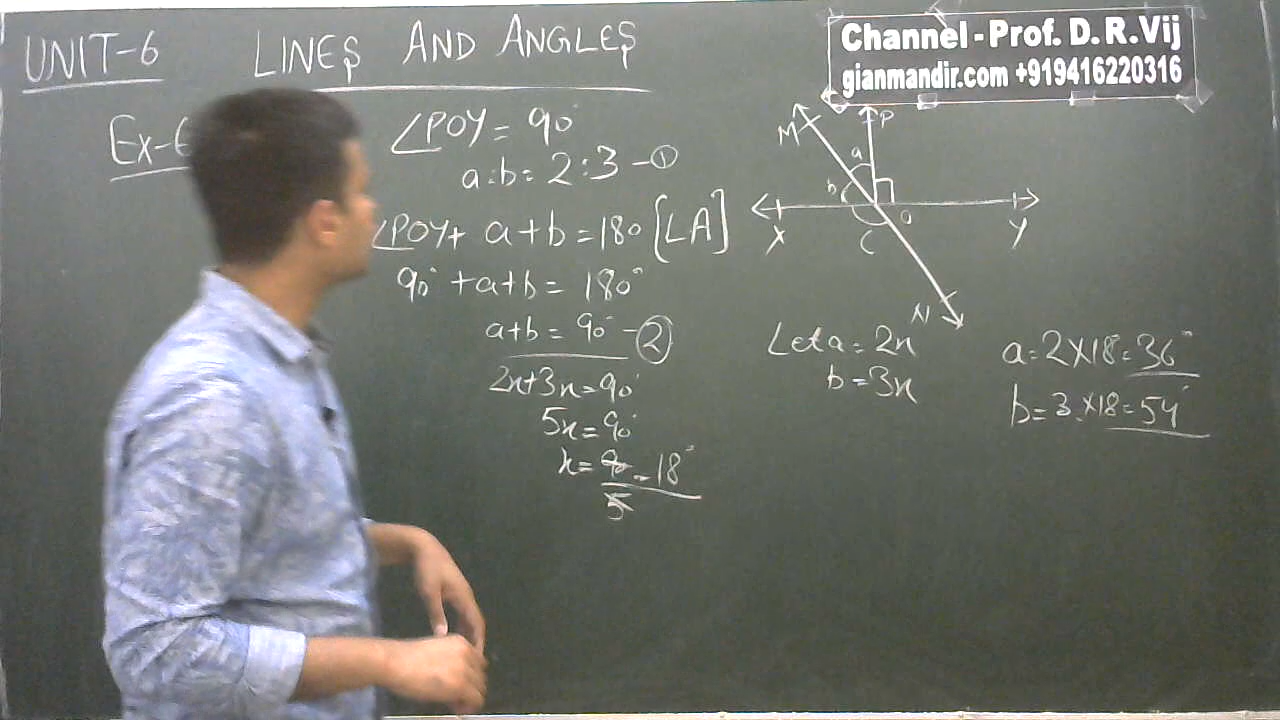 UNIT-6 LINES AND ANGLES
Channel - Prof. D. R. Vij
gianmandir.com +919416220316
Ex-6
∠POY = 90°
a:b = 2:3 - ①
∠POY + a+b = 180 [LA]
90° + a+b = 180°
a+b = 90° - ②
2x+3x = 90°
5x = 90°
x = 90/5 = 18°
M
P
a
b
O
X
C
Y
N
Let a = 2x
b = 3x
a = 2×18 = 36°
b = 3×18 = 54°